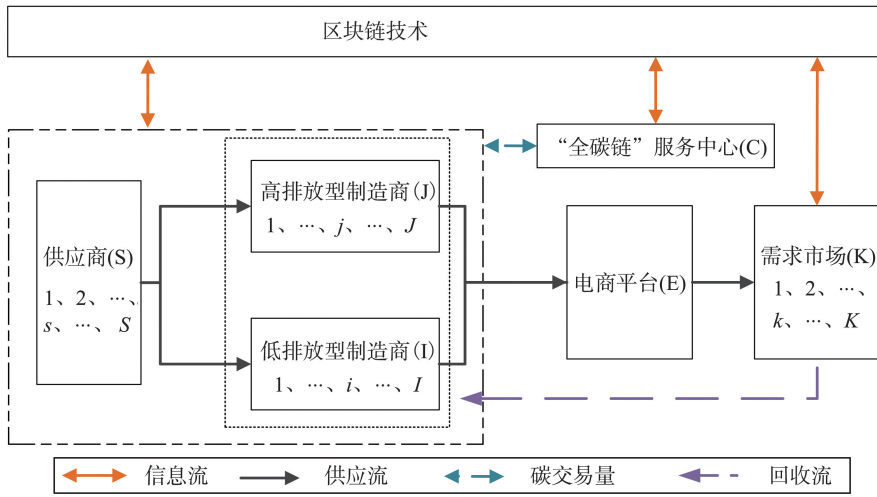 区块链技术
“全碳链”服务中心(C)
高排放型制造商(J)
1、…、j、…、J
供应商(S)
1、2、…、
s、…、S
电商平台(E)
需求市场(K)
1、2、…、
k、…、K
低排放型制造商(I)
1、…、i、…、I
信息流
供应流
碳交易量
回收流